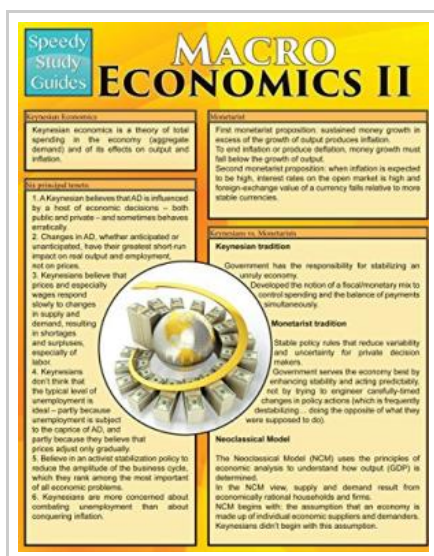 Speedy
Study
Guides
MACRO
ECONOMICS II
Keynesian Economics
Keynesian economics is a theory of total
spending in the economy (aggregate
demand) and of its effects on output and
inflation.
Six principal tenets
1. A Keynesian believes that AD is influenced
by a host of economic decisions – both
public and private – and sometimes behaves
erratically.
2. Changes in AD, whether anticipated or
unanticipated, have their greatest short-run
impact on real output and employment,
not on prices.
3. Keynesians believe that
prices and especially
wages respond
slowly to changes
in supply and
demand, resulting
in shortages
and surpluses,
especially of
labor.
4. Keynesians
don't think that
the typical level of
unemployment is
ideal – partly because
unemployment is subject
to the caprice of AD, and
partly because they believe that
prices adjust only gradually.
5. Believe in an activist stabilization policy to
reduce the amplitude of the business cycle,
which they rank among the most important
of all economic problems.
6. Keynesians are more concerned about
combating unemployment than about
conquering inflation.
Monetarist
First monetarist proposition: sustained money growth in
excess of the growth of output produces inflation.
To end inflation or produce deflation, money growth must
fall below the growth of output.
Second monetarist proposition: when inflation is expected
to be high, interest rates on the open market is high and
foreign-exchange value of a currency falls relative to more
stable currencies.
Keynesians vs. Monetarists
Keynesian tradition
Government has the responsibility for stabilizing an
unruly economy.
Developed the notion of a fiscal/monetary mix to
control spending and the balance of payments
simultaneously.
Monetarist tradition
Stable policy rules that reduce variability
and uncertainty for private decision
makers.
Government serves the economy best by
enhancing stability and acting predictably,
not by trying to engineer carefully-timed
changes in policy actions (which is frequently
destabilizing... doing the opposite of what they
were supposed to do).
Neoclassical Model
The Neoclassical Model (NCM) uses the principles of
economic analysis to understand how output (GDP) is
determined.
In the NCM view, supply and demand result from
economically rational households and firms.
NCM begins with: the assumption that an economy is
made up of individual economic suppliers and demanders.
Keynesians didn't begin with this assumption.